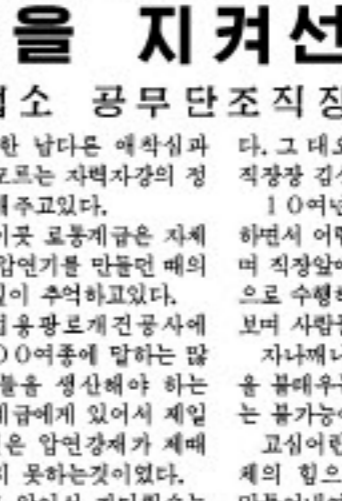 을 지켜선
소 공무단조직장
한 남다른 애착심과
르는 자력자강의 정
주고있다.
이곳 로동계급은 자체
압연기를 만들던 때의
이 추억하고있다.
용광로개건공사에
00여종에 달하는 많
들을 생산해야 하는
급에게 있어서 제일
은 압연강재가 제때
못하는것이였다.
다. 그 대오
직장장 김
10여년
하면서 어
며 직장앞에
으로 수행하
보며 사람들
자나깨나
을 불태우
는 불가능
고심어린
체의 힘으